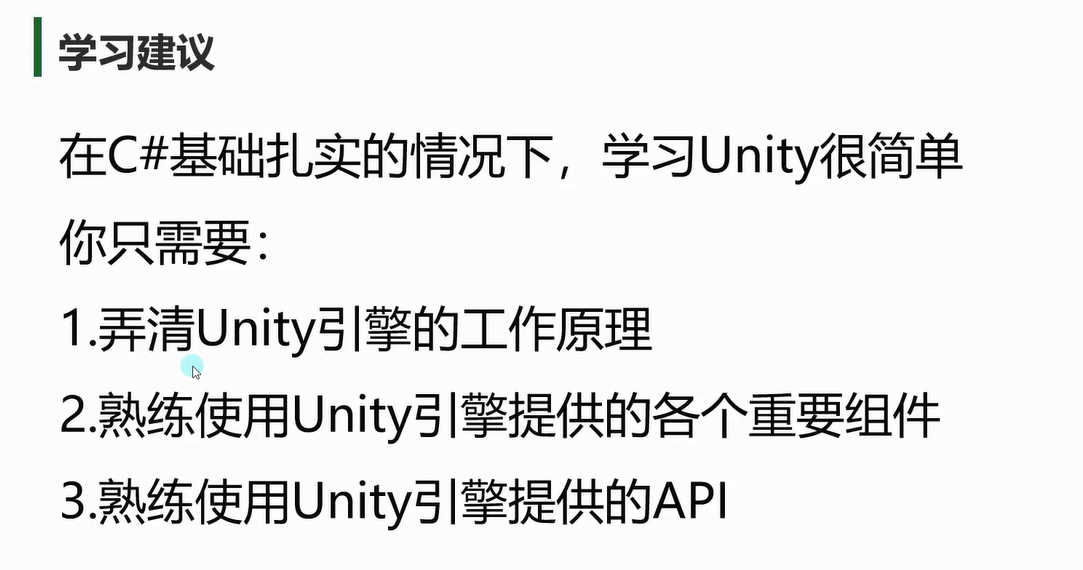 学习建议
在C#基础扎实的情况下，学习Unity很简单
你只需要：
1.弄清Unity引擎的工作原理
2.熟练使用Unity引擎提供的各个重要组件
3.熟练使用Unity引擎提供的API